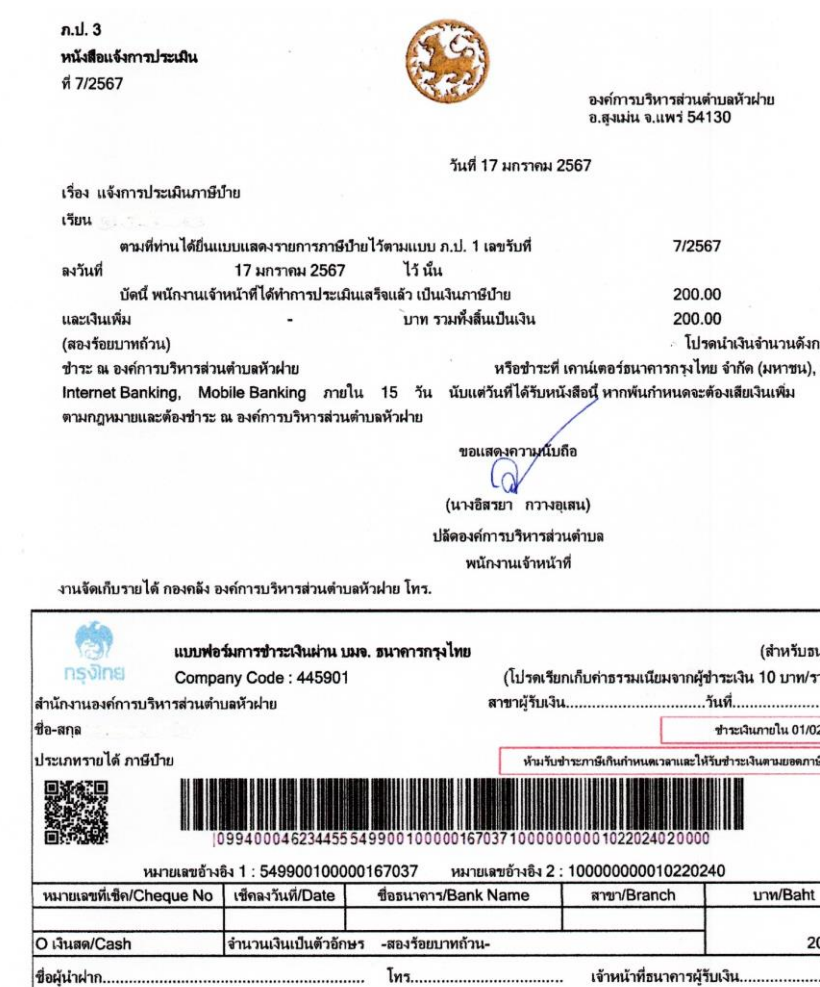 ภ.ป. 3
หนังสือแจ้งการประเมิน
ที่ 7/2567
องค์การบริหารส่วนตำบลหัวฝาย
อ.สูงเม่น จ.แพร่ 54130
วันที่ 17 มกราคม 2567
เรื่อง แจ้งการประเมินภาษีป้าย
เรียน
ตามที่ท่านได้ยื่นแบบแสดงรายการภาษีป้ายไว้ตามแบบ ภ.ป. 1 เลขรับที่ 7/2567
ลงวันที่ 17 มกราคม 2567 ไว้ นั้น
บัดนี้ พนักงานเจ้าหน้าที่ได้ทำการประเมินเสร็จแล้ว เป็นเงินภาษีป้าย 200.00
และเงินเพิ่ม - บาท รวมทั้งสิ้นเป็นเงิน 200.00
(สองร้อยบาทถ้วน) โปรดนำเงินจำนวนดังก
ชำระ ณ องค์การบริหารส่วนตำบลหัวฝาย หรือชำระที่ เคาน์เตอร์ธนาคารกรุงไทย จำกัด (มหาชน),
Internet Banking, Mobile Banking ภายใน 15 วัน นับแต่วันที่ได้รับหนังสือนี้ หากพ้นกำหนดจะต้องเสียเงินเพิ่ม
ตามกฎหมายและต้องชำระ ณ องค์การบริหารส่วนตำบลหัวฝาย
ขอแสดงความนับถือ
(นางอิสรยา กวางอุเสน)
ปลัดองค์การบริหารส่วนตำบล
พนักงานเจ้าหน้าที่
งานจัดเก็บรายได้ กองคลัง องค์การบริหารส่วนตำบลหัวฝาย โทร.
กรุงไทย
แบบฟอร์มการชำระเงินผ่าน บมจ. ธนาคารกรุงไทย (สำหรับธน
Company Code : 445901 (โปรดเรียกเก็บค่าธรรมเนียมจากผู้ชำระเงิน 10 บาท/รา
สำนักงานองค์การบริหารส่วนตำบลหัวฝาย สาขาผู้รับเงิน................................วันที่.....................
ชื่อ-สกุล ชำระเงินภายใน 01/02
ประเภทรายได้ ภาษีป้าย ห้ามรับชำระภาษีเกินกำหนดเวลาและให้รับชำระเงินตามยอดภาษี
|099400046234455 549900100000167037 10000000001022024020000
หมายเลขอ้างอิง 1 : 549900100000167037 หมายเลขอ้างอิง 2 : 100000000010220240
หมายเลขที่เช็ค/Cheque No เช็คลงวันที่/Date ชื่อธนาคาร/Bank Name สาขา/Branch บาท/Baht
O เงินสด/Cash จำนวนเงินเป็นตัวอักษร -สองร้อยบาทถ้วน- 20
ชื่อผู้นำฝาก............................................................ โทร.................................. เจ้าหน้าที่ธนาคารผู้รับเงิน...................